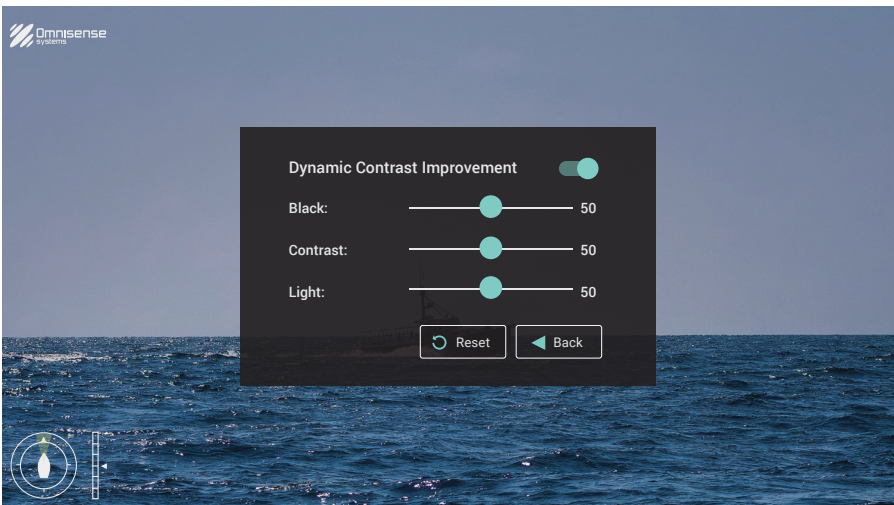 Omnisense
systems
Dynamic Contrast Improvement
Black: 50
Contrast: 50
Light: 50
Reset Back